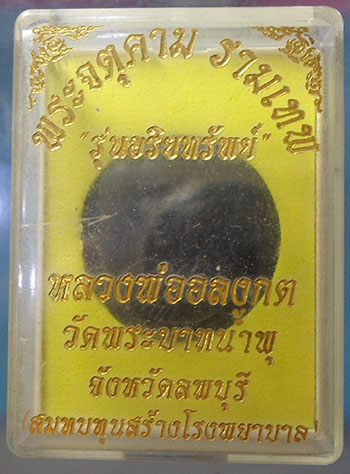 พระจตุคาม รามเทพ
"รุ่นอริยทรัพย์"
หลวงพ่ออลงกต
วัดพระบาทน้ำพุ
จังหวัดลพบุรี
(สมทบทุนสร้างโรงพยาบาล)